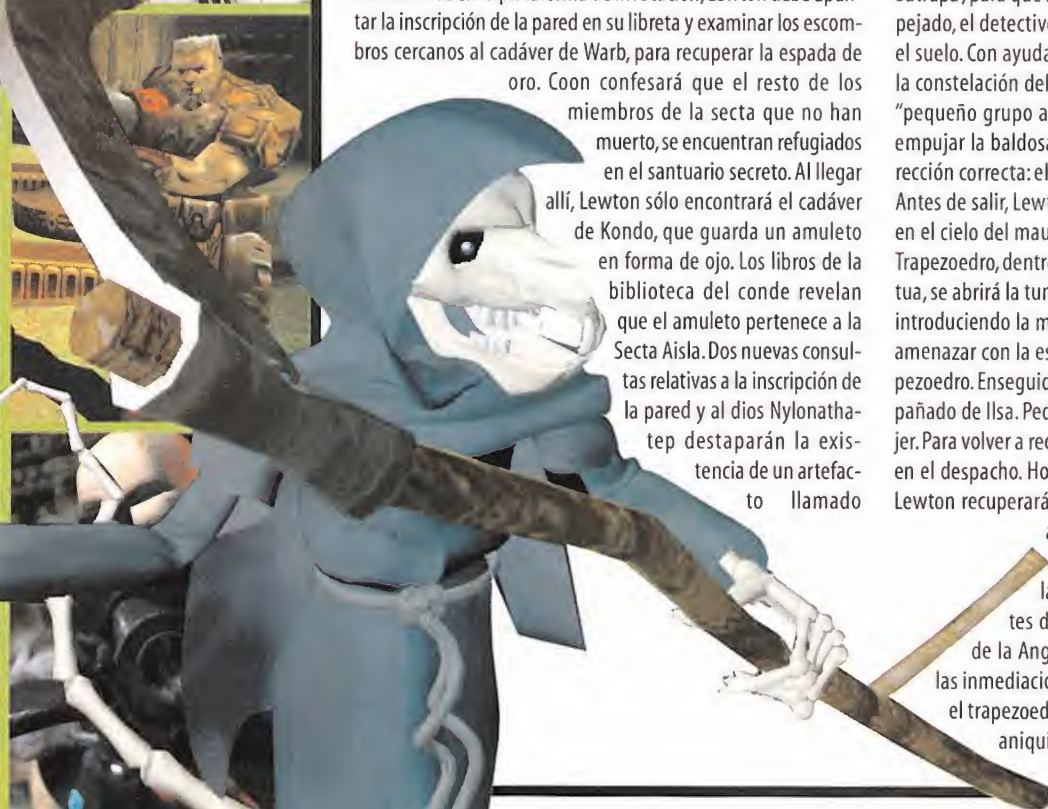 tar la inscripción de la pared en su libreta y examinar los escom-
bros cercanos al cadáver de Warb, para recuperar la espada de
oro. Coon confesará que el resto de los
miembros de la secta que no han
muerto, se encuentran refugiados
en el santuario secreto. Al llegar
allí, Lewton sólo encontrará el cadáver
de Kondo, que guarda un amuleto
en forma de ojo. Los libros de la
biblioteca del conde revelan
que el amuleto pertenece a la
Secta Aisla. Dos nuevas consul-
tas relativas a la inscripción de
la pared y al dios Nylonatha-
tep destaparán la exis-
tencia de un artefac-
to llamado
pejado, el detectiv
el suelo. Con ayuda
la constelación del
"pequeño grupo a
empujar la baldosa
rección correcta: el
Antes de salir, Lewt
en el cielo del mau
Trapezoedro, dentr
tua, se abrirá la tur
introduciendo la m
amenazar con la es
pezoedro. Enseguid
pañado de Ilsa. Ped
jer. Para volver a rec
en el despacho. Ho
Lewton recuperará
a
la
tes d
de la Ang
las inmediacio
el trapezoed
aniqui